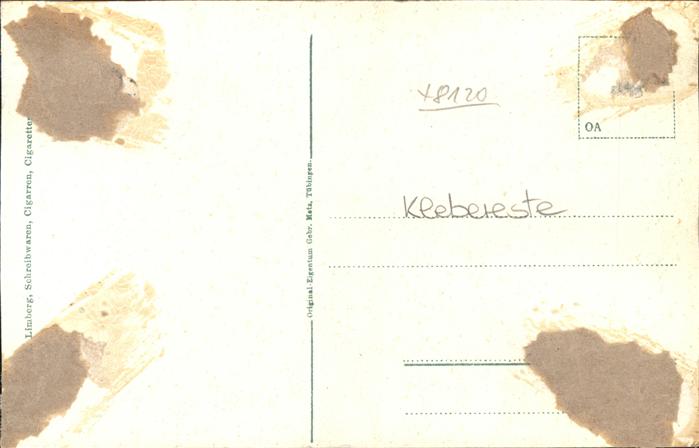 Limberg, Schreibwaren, Cigarren, Cigaretten
Original-Eigentum Gebr. Metz, Tübingen.
x8120
OA
Klebereste